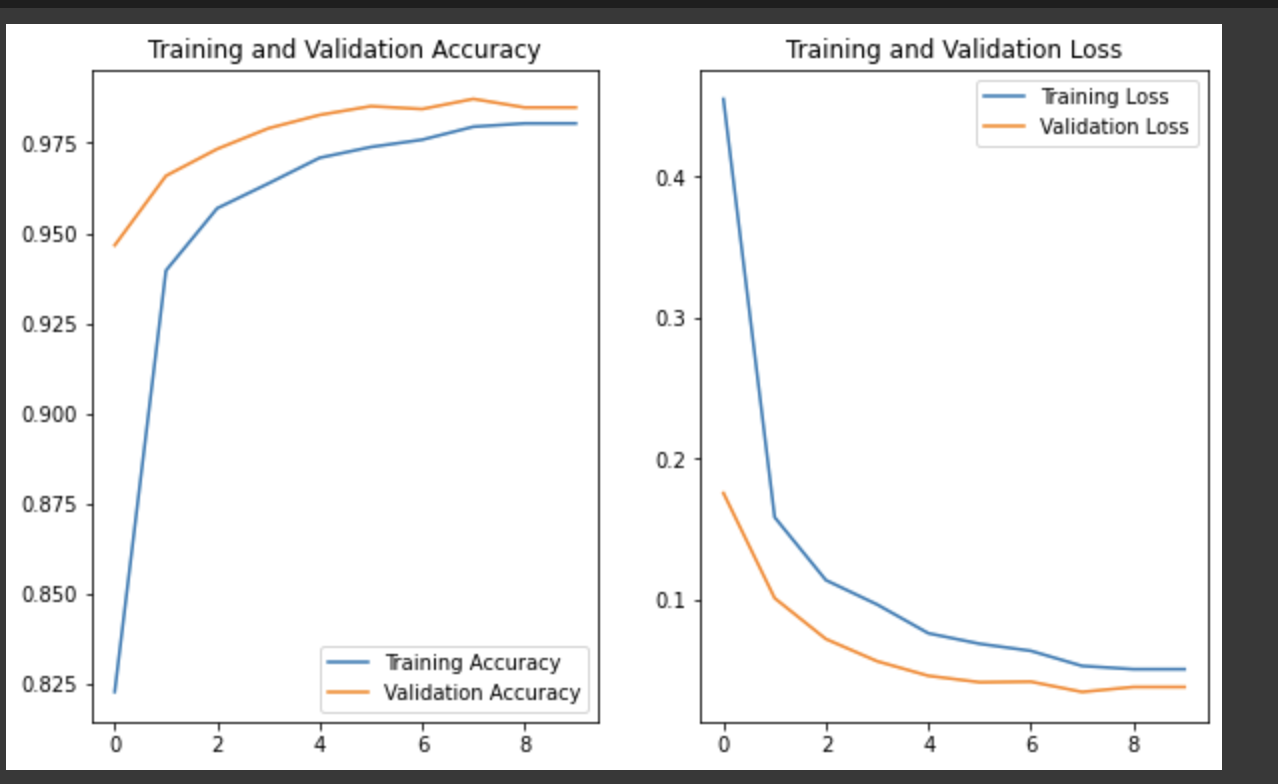 Training and Validation Accuracy
0.975
0.950
0.925
0.900
0.875
0.850
0.825
0 2 4 6 8
Training Accuracy
Validation Accuracy
Training and Validation Loss
Training Loss
Validation Loss
0.4
0.3
0.2
0.1
0 2 4 6 8